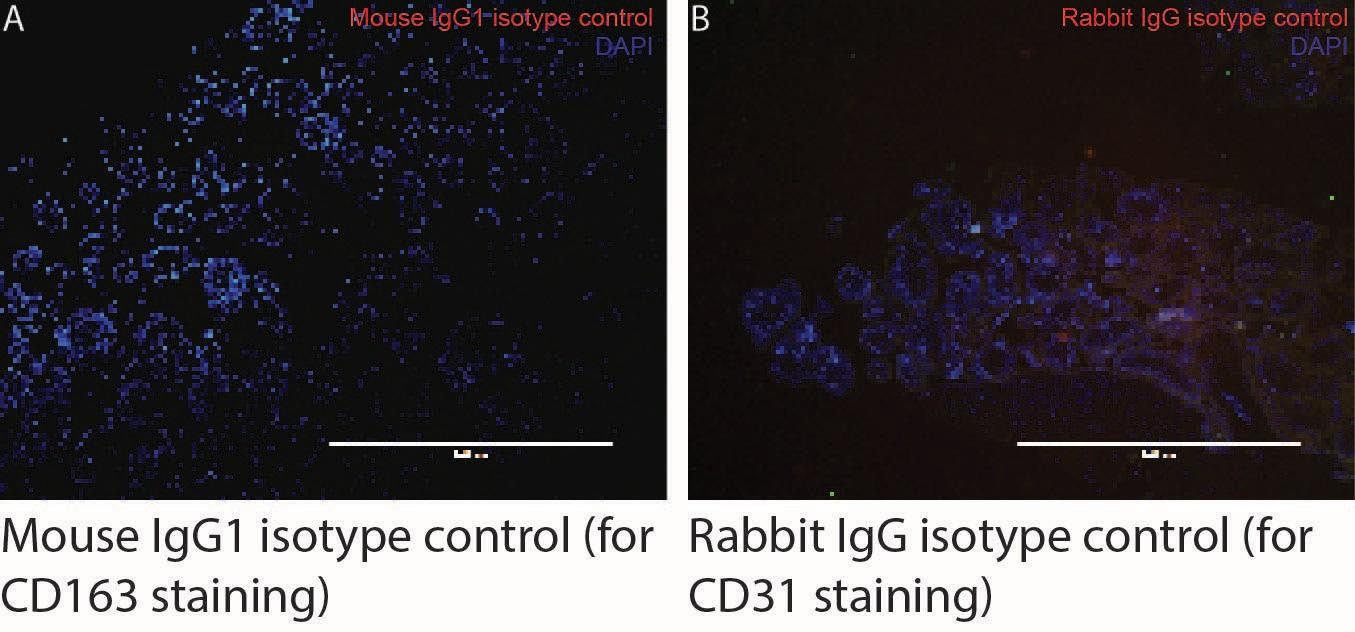 A
Mouse IgG1 isotype control
DAPI
B
Rabbit IgG isotype control
DAPI
Mouse IgG1 isotype control (for
CD163 staining)
Rabbit IgG isotype control (for
CD31 staining)